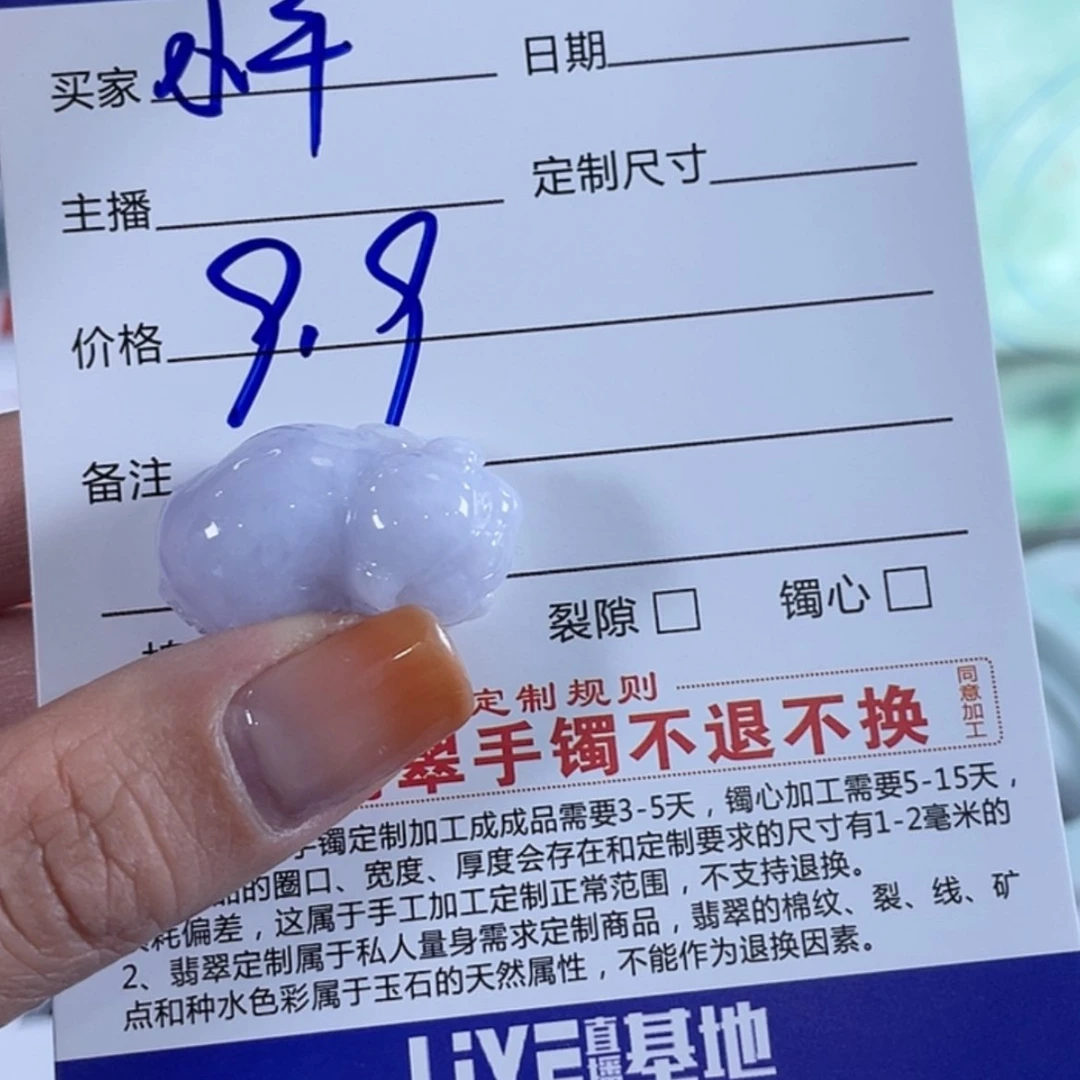 买家 水年 日期
主播 定制尺寸
价格 9.9
备注
裂隙 □ 镯心 □
定制规则
翠手镯不退不换 同意加工
手镯定制加工成成品需要3-5天，镯心加工需要5-15天，
品的圈口、宽度、厚度会存在和定制要求的尺寸有1-2毫米的
耗偏差，这属于手工加工定制正常范围，不支持退换。
2、翡翠定制属于私人量身需求定制商品，翡翠的棉纹、裂、线、矿
点和种水色彩属于玉石的天然属性，不能作为退换因素。
LiVE直播基地